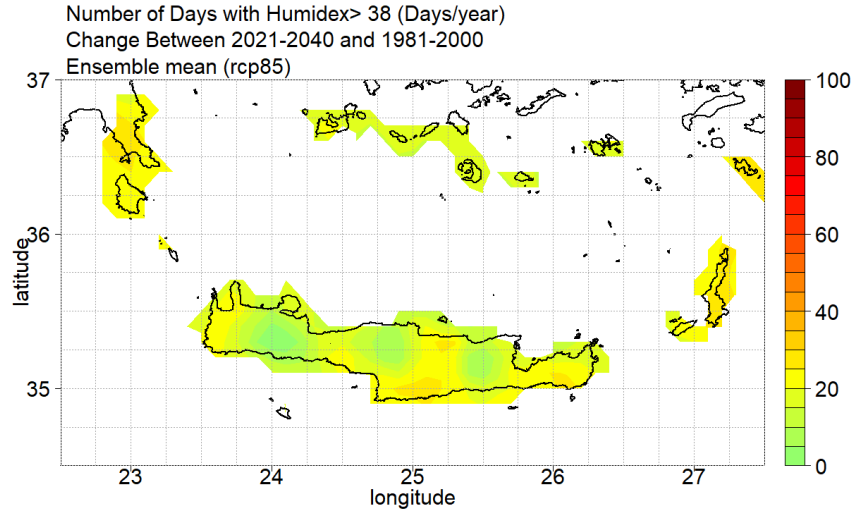 Number of Days with Humidex> 38 (Days/year)
Change Between 2021-2040 and 1981-2000
Ensemble mean (rcp85)
37
36
35
latitude
23
24
25
26
27
longitude
100
80
60
40
20
0